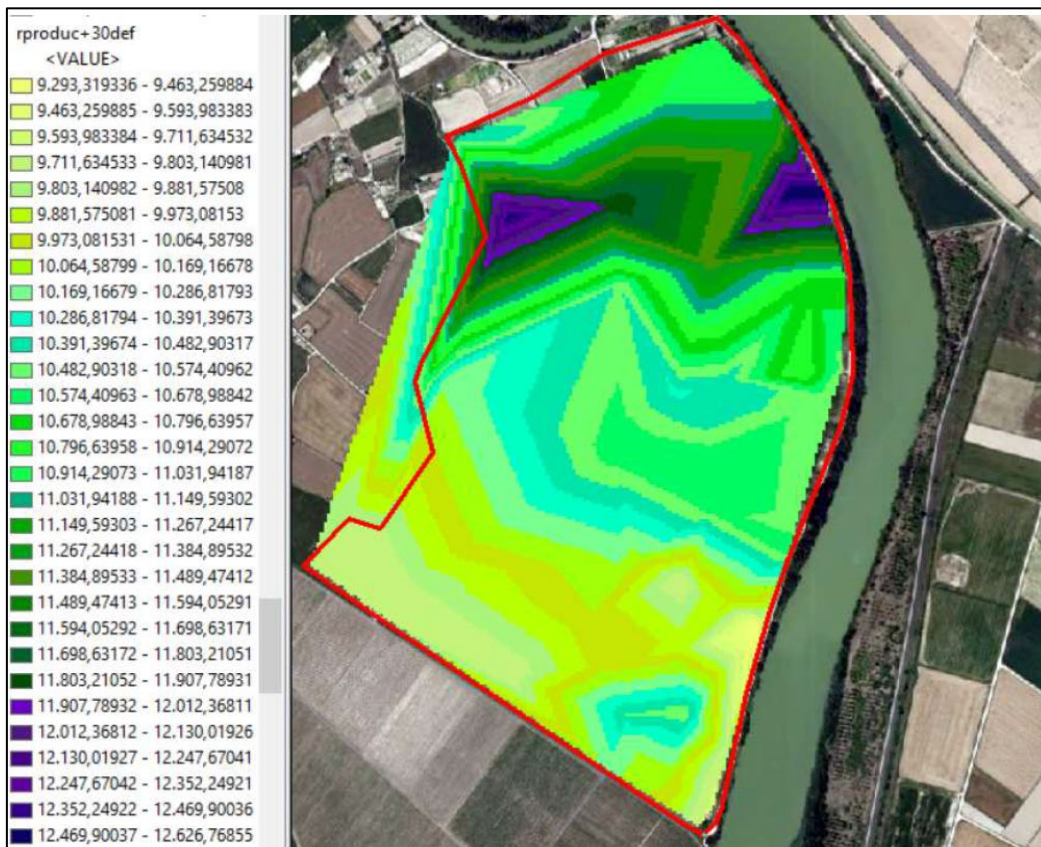 rproduc+30def
<VALUE>
9.293,319336 - 9.463,259884
9.463,259885 - 9.593,983383
9.593,983384 - 9.711,634532
9.711,634533 - 9.803,140981
9.803,140982 - 9.881,57508
9.881,575081 - 9.973,08153
9.973,081531 - 10.064,58798
10.064,58799 - 10.169,16678
10.169,16679 - 10.286,81793
10.286,81794 - 10.391,39673
10.391,39674 - 10.482,90317
10.482,90318 - 10.574,40962
10.574,40963 - 10.678,98842
10.678,98843 - 10.796,63957
10.796,63958 - 10.914,29072
10.914,29073 - 11.031,94187
11.031,94188 - 11.149,59302
11.149,59303 - 11.267,24417
11.267,24418 - 11.384,89532
11.384,89533 - 11.489,47412
11.489,47413 - 11.594,05291
11.594,05292 - 11.698,63171
11.698,63172 - 11.803,21051
11.803,21052 - 11.907,78931
11.907,78932 - 12.012,36811
12.012,36812 - 12.130,01926
12.130,01927 - 12.247,67041
12.247,67042 - 12.352,24921
12.352,24922 - 12.469,90036
12.469,90037 - 12.626,76855